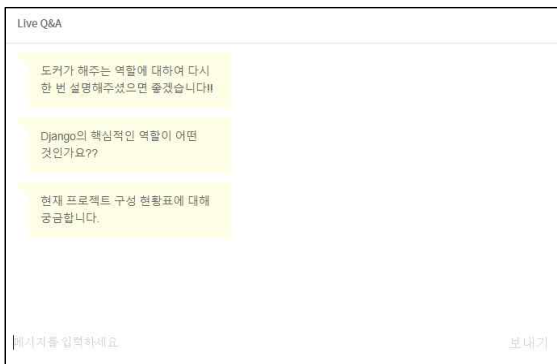 Live Q&A
도커가 해주는 역할에 대하여 다시
한 번 설명해주셨으면 좋겠습니다!!
Django의 핵심적인 역할이 어떤
것인가요??
현재 프로젝트 구성 현황표에 대해
궁금합니다.
메시지를 입력하세요
보내기